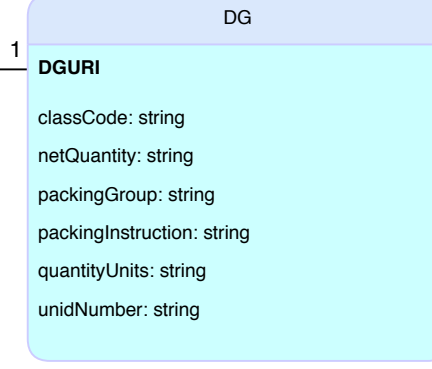 DG
1
DGURI
classCode: string
netQuantity: string
packingGroup: string
packingInstruction: string
quantityUnits: string
unidNumber: string